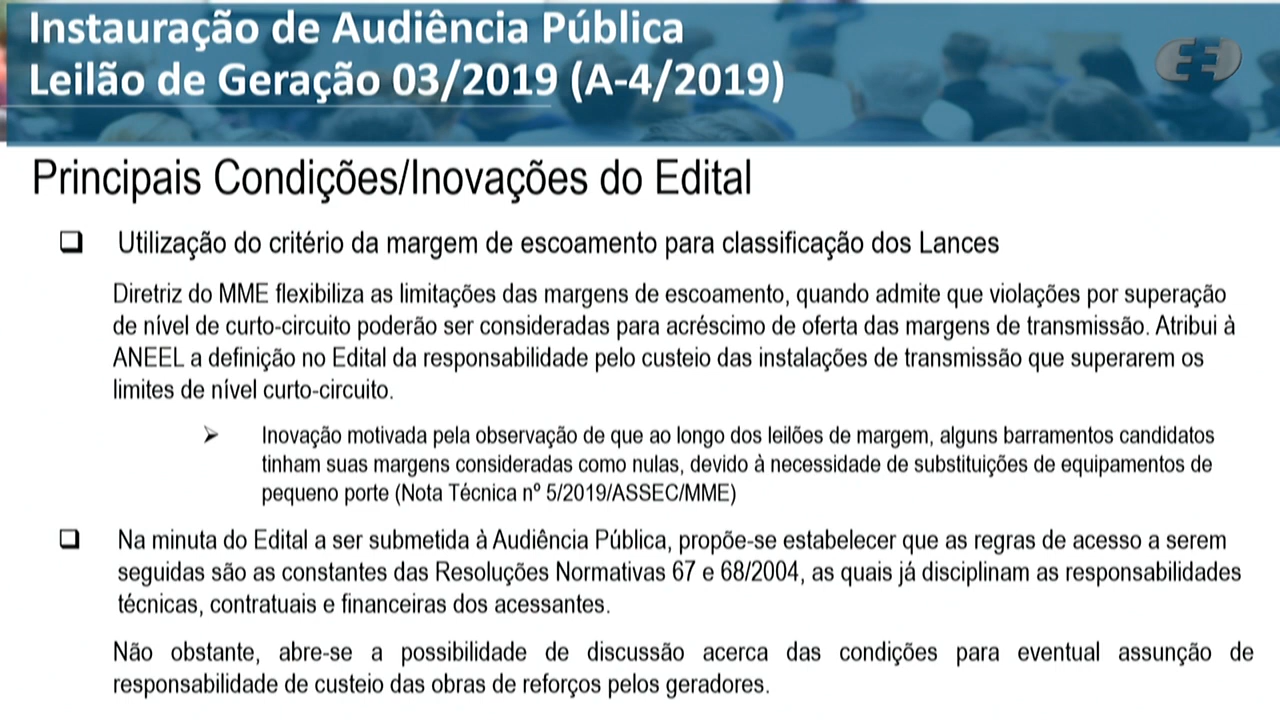 Instauração de Audiência Pública
Leilão de Geração 03/2019 (A-4/2019)
Principais Condições/Inovações do Edital
Utilização do critério da margem de escoamento para classificação dos Lances
Diretriz do MME flexibiliza as limitações das margens de escoamento, quando admite que violações por superação
de nível de curto-circuito poderão ser consideradas para acréscimo de oferta das margens de transmissão. Atribui à
ANEEL a definição no Edital da responsabilidade pelo custeio das instalações de transmissão que superarem os
limites de nível curto-circuito.
Inovação motivada pela observação de que ao longo dos leilões de margem, alguns barramentos candidatos
tinham suas margens consideradas como nulas, devido à necessidade de substituições de equipamentos de
pequeno porte (Nota Técnica nº 5/2019/ASSEC/MME)
Na minuta do Edital a ser submetida à Audiência Pública, propõe-se estabelecer que as regras de acesso a serem
seguidas são as constantes das Resoluções Normativas 67 e 68/2004, as quais já disciplinam as responsabilidades
técnicas, contratuais e financeiras dos acessantes.
Não obstante, abre-se a possibilidade de discussão acerca das condições para eventual assunção de
responsabilidade de custeio das obras de reforços pelos geradores.